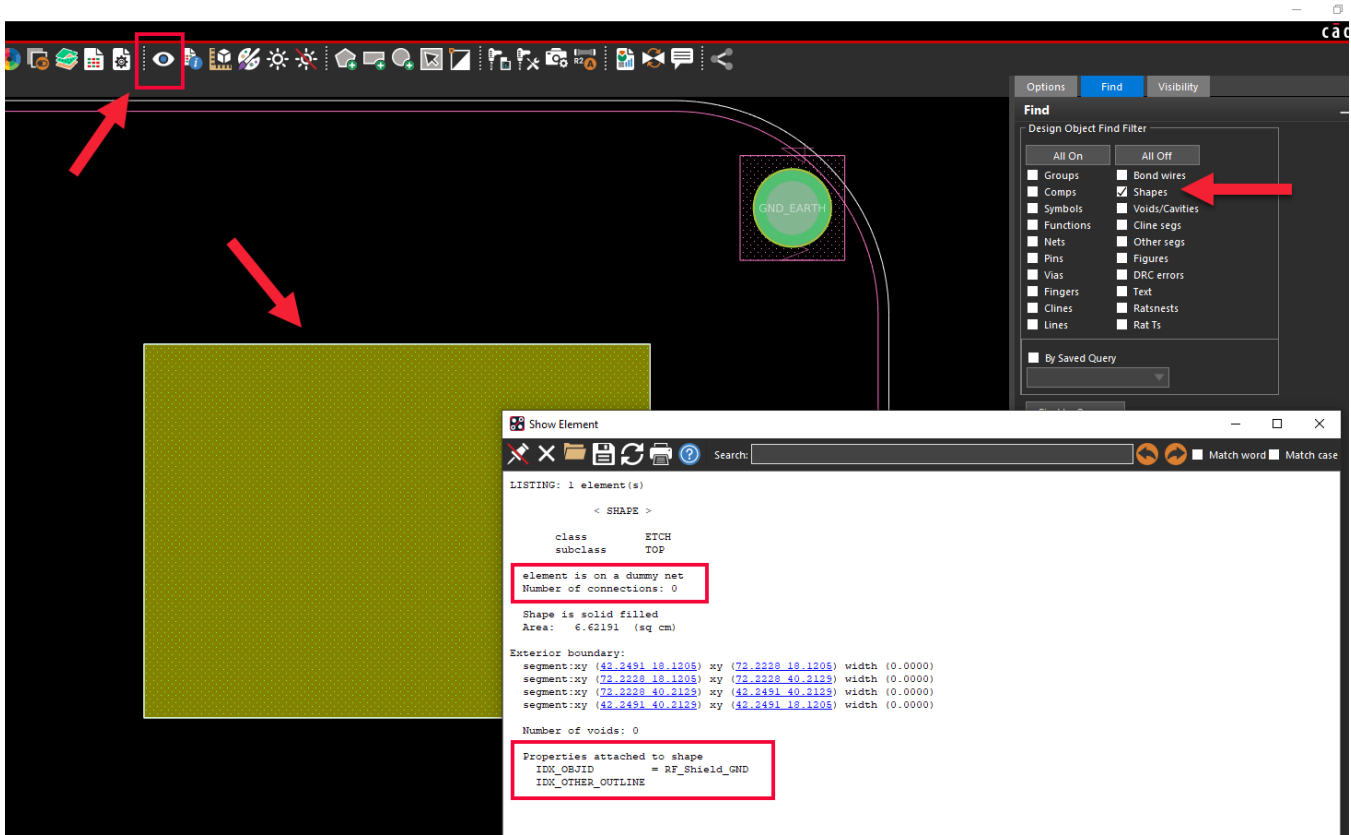 cād
R2
A
Options Find Visibility
Find
Design Object Find Filter
All On All Off
Groups Bond wires
Comps Shapes
Symbols Voids/Cavities
Functions Cline segs
Nets Other segs
Pins Figures
Vias DRC errors
Fingers Text
Clines Ratsnests
Lines Rat Ts
By Saved Query
GND_EARTH
Show Element
Search: Match word Match case
LISTING: 1 element(s)
< SHAPE >
class ETCH
subclass TOP
element is on a dummy net
Number of connections: 0
Shape is solid filled
Area: 6.62191 (sq cm)
Exterior boundary:
segment:xy (42.2491 18.1205) xy (72.2228 18.1205) width (0.0000)
segment:xy (72.2228 18.1205) xy (72.2228 40.2129) width (0.0000)
segment:xy (72.2228 40.2129) xy (42.2491 40.2129) width (0.0000)
segment:xy (42.2491 40.2129) xy (42.2491 18.1205) width (0.0000)
Number of voids: 0
Properties attached to shape
IDX_OBJID = RF_Shield_GND
IDX_OTHER_OUTLINE